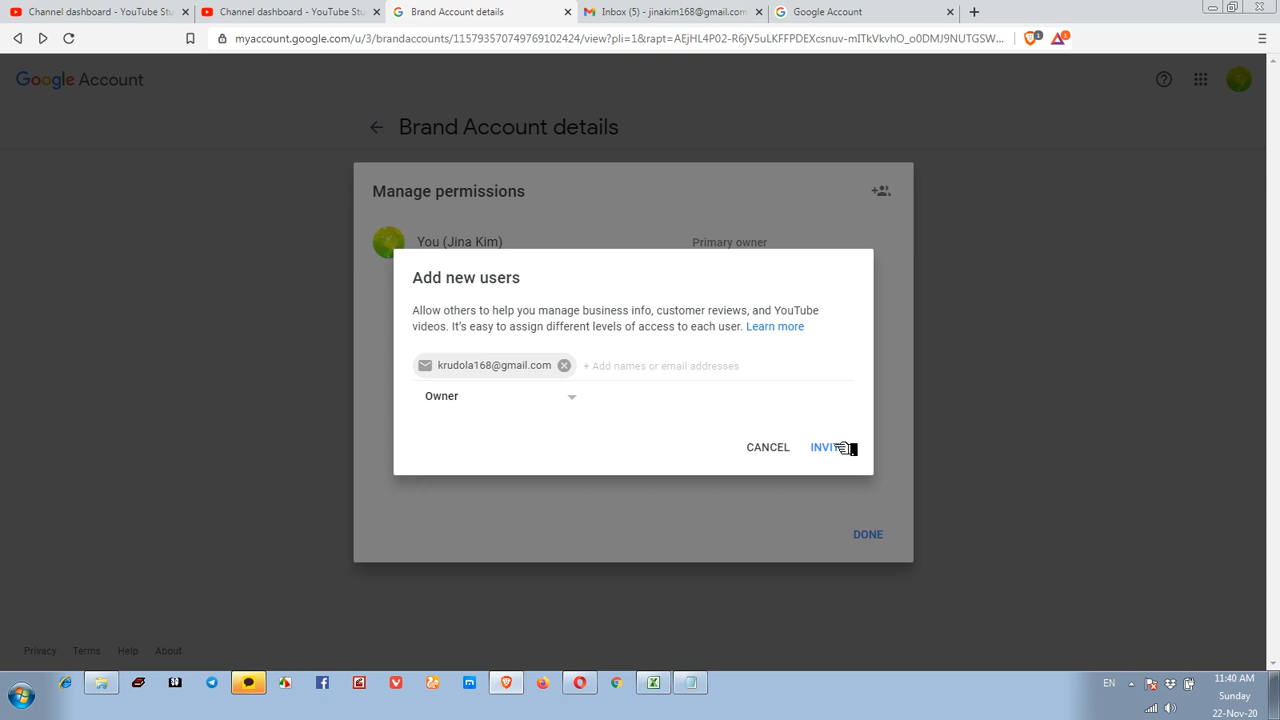 Channel dashboard - YouTube Stu
Channel dashboard - YouTube Stu
Brand Account details
Inbox (5) - jinakim168@gmail.com
Google Account
myaccount.google.com/u/3/brandaccounts/115793570749769102424/view?pli=1&rapt=AEjHL4P02-R6jV5uLKFFPDEXcsnuv-mITkVkvhO_o0DMJ9NUTGSW...
1
1
Google Account
Brand Account details
Manage permissions
You (Jina Kim)
Primary owner
Add new users
Allow others to help you manage business info, customer reviews, and YouTube
videos. It's easy to assign different levels of access to each user. Learn more
krudola168@gmail.com
+ Add names or email addresses
Owner
CANCEL
DONE
Privacy
Terms
Help
About
EN
11:40 AM
Sunday
22-Nov-20